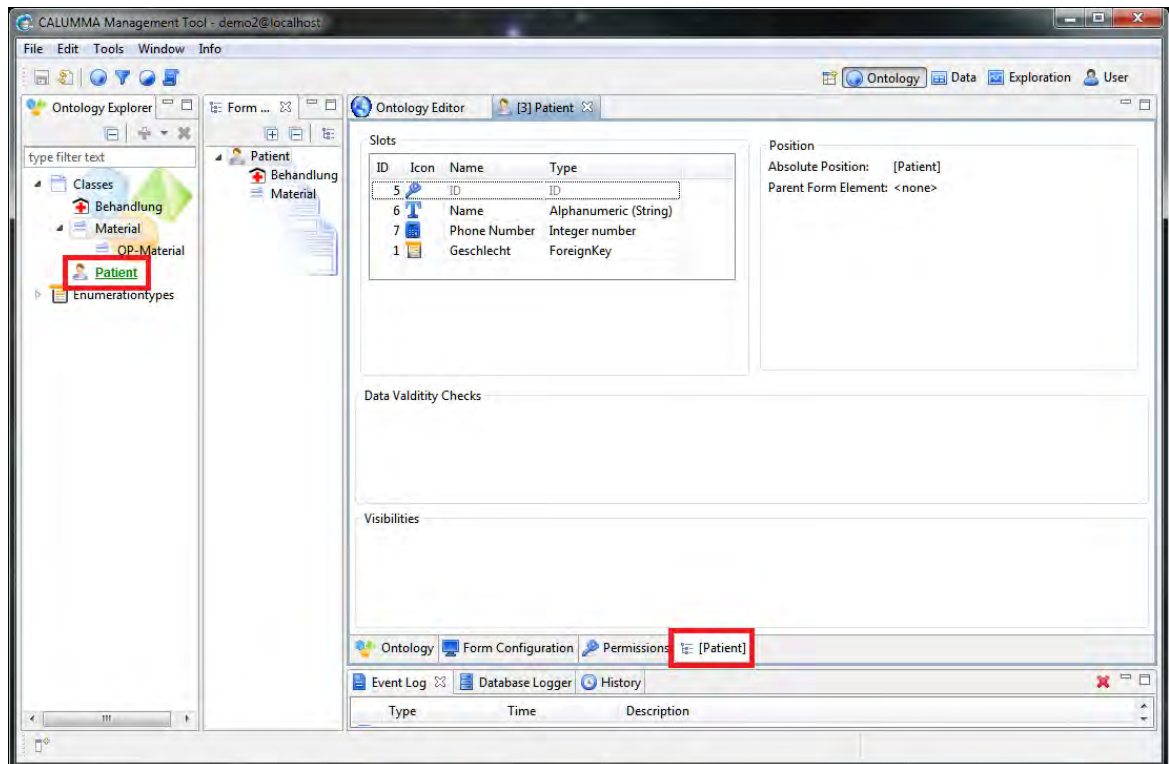 CALUMMA Management Tool - demo2@localhost
File Edit Tools Window Info
Ontology Data Exploration User
Ontology Explorer
type filter text
Classes
Behandlung
Material
OP-Material
Patient
Enumerationtypes
Form ...
Patient
Behandlung
Material
Ontology Editor [3] Patient
Slots
ID Icon Name Type
5 ID ID
6 Name Alphanumeric (String)
7 Phone Number Integer number
1 Geschlecht ForeignKey
Position
Absolute Position: [Patient]
Parent Form Element: <none>
Data Valditity Checks
Visibilities
Ontology Form Configuration Permissions [Patient]
Event Log Database Logger History
Type Time Description